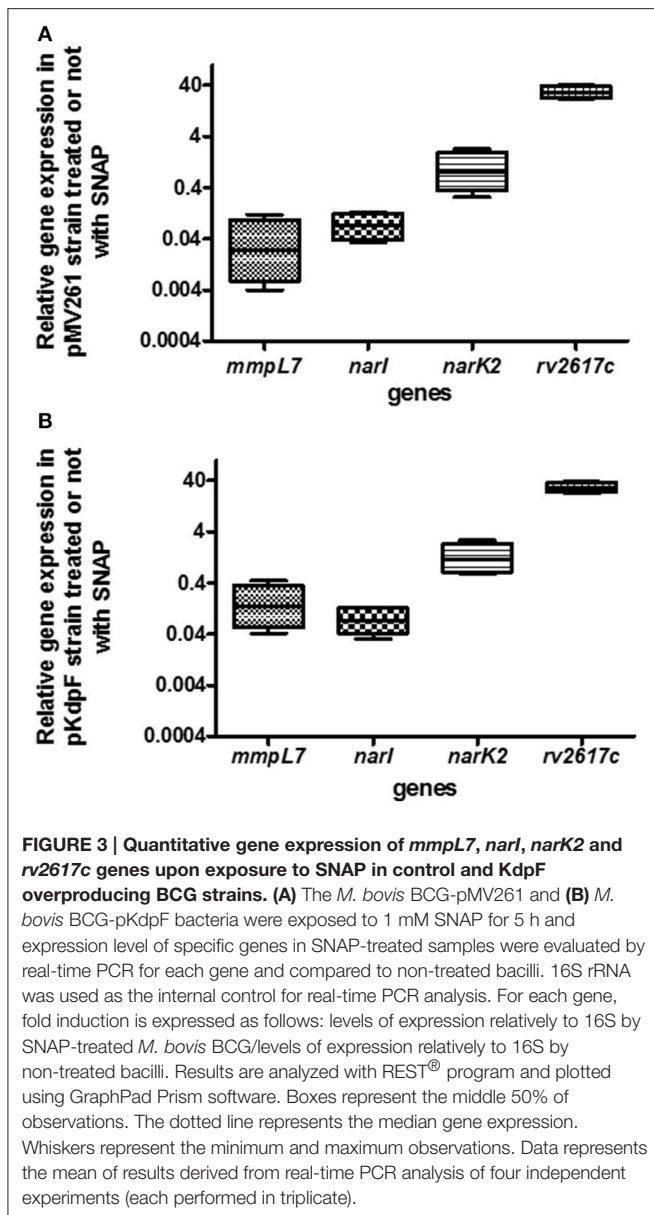 A
Relative gene expression in
pMV261 strain treated or not
with SNAP
40
4
0.4
0.04
0.004
0.0004
mmpL7 narI narK2 rv2617c
genes
B
Relative gene expression in
pKdpF strain treated or not
with SNAP
40
4
0.4
0.04
0.004
0.0004
mmpL7 narI narK2 rv2617c
genes
FIGURE 3 | Quantitative gene expression of mmpL7, narI, narK2 and
rv2617c genes upon exposure to SNAP in control and KdpF
overproducing BCG strains. (A) The M. bovis BCG-pMV261 and (B) M.
bovis BCG-pKdpF bacteria were exposed to 1 mM SNAP for 5 h and
expression level of specific genes in SNAP-treated samples were evaluated by
real-time PCR for each gene and compared to non-treated bacilli. 16S rRNA
was used as the internal control for real-time PCR analysis. For each gene,
fold induction is expressed as follows: levels of expression relatively to 16S by
SNAP-treated M. bovis BCG/levels of expression relatively to 16S by
non-treated bacilli. Results are analyzed with REST® program and plotted
using GraphPad Prism software. Boxes represent the middle 50% of
observations. The dotted line represents the median gene expression.
Whiskers represent the minimum and maximum observations. Data represents
the mean of results derived from real-time PCR analysis of four independent
experiments (each performed in triplicate).